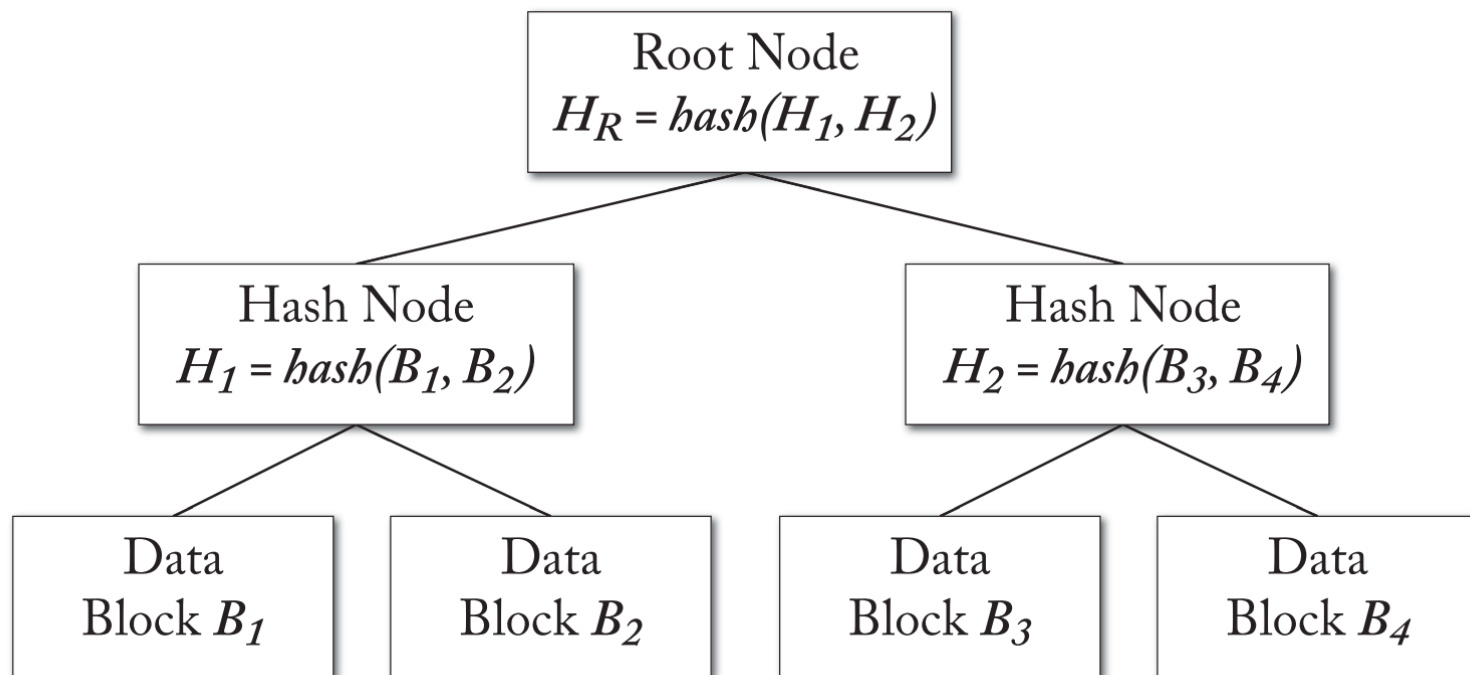 Root Node
H_R = hash(H_1, H_2)
Hash Node
H_1 = hash(B_1, B_2)
Hash Node
H_2 = hash(B_3, B_4)
Data
Block B_1
Data
Block B_2
Data
Block B_3
Data
Block B_4